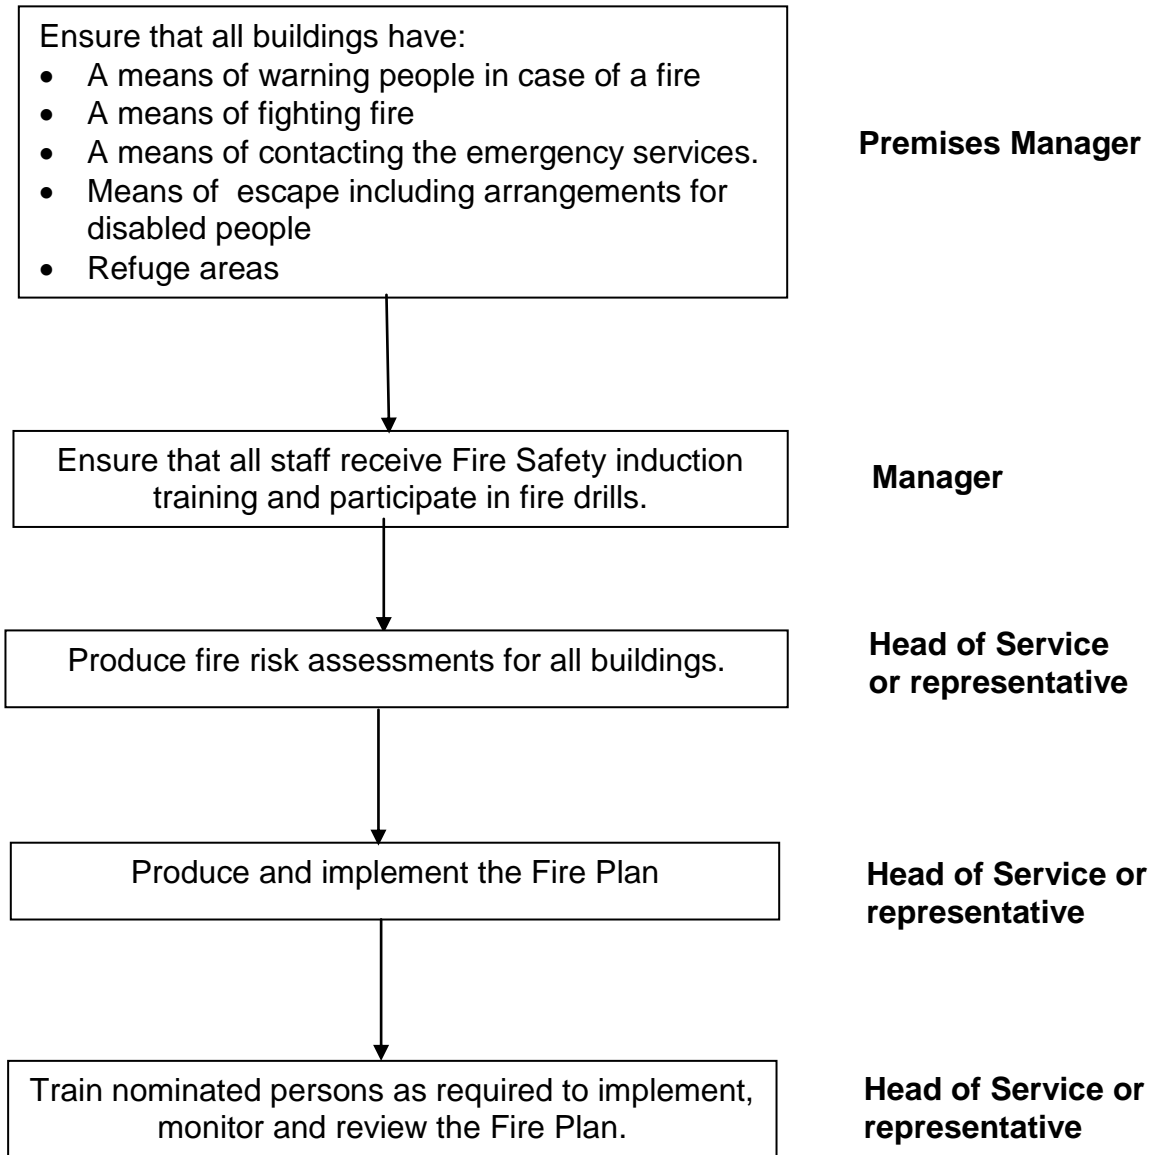 Ensure that all buildings have:
• A means of warning people in case of a fire
• A means of fighting fire
• A means of contacting the emergency services.
• Means of  escape including arrangements for
disabled people
• Refuge areas
Premises Manager
Ensure that all staff receive Fire Safety induction
training and participate in fire drills.
Manager
Produce fire risk assessments for all buildings.
Head of Service
or representative
Produce and implement the Fire Plan
Head of Service or
representative
Train nominated persons as required to implement,
monitor and review the Fire Plan.
Head of Service or
representative